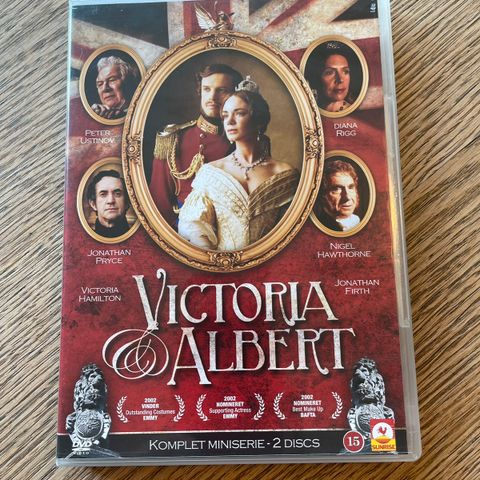 PETER
USTINOV
DIANA
RIGG
JONATHAN
PRYCE
NIGEL
HAWTHORNE
VICTORIA
HAMILTON
JONATHAN
FIRTH
VICTORIA
& ALBERT
2002
VINDER
Outstanding Costumes
EMMY
2002
NOMINERET
Supporting Actress
EMMY
2002
NOMINERET
Best Make Up
BAFTA
DVD
VIDEO
KOMPLET MINISERIE - 2 DISCS
15
SUNRISE